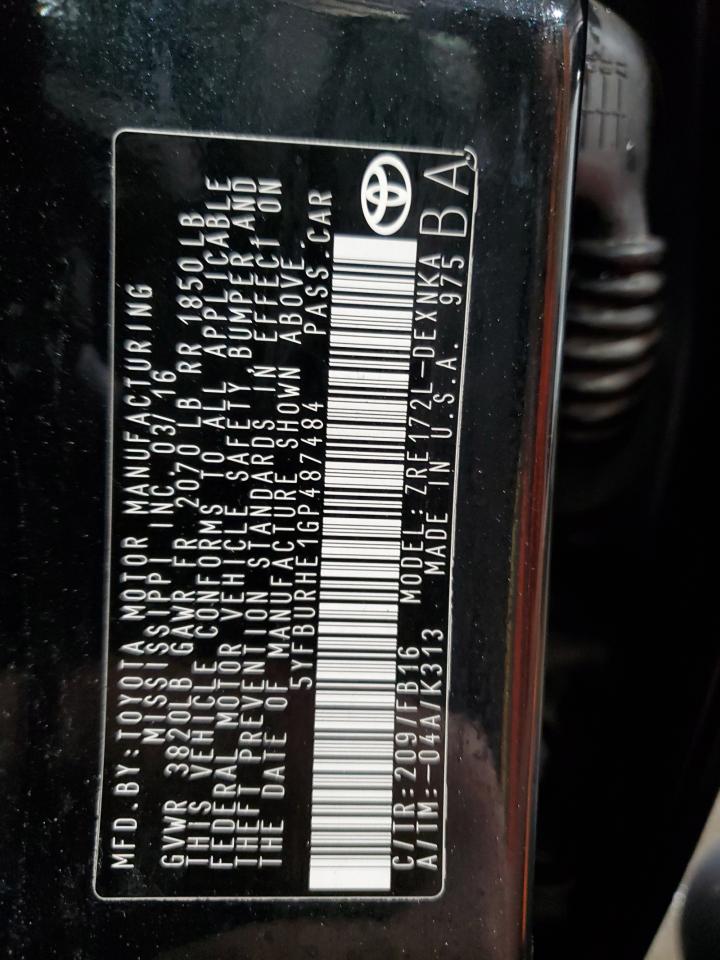 MFD.BY:TOYOTA MOTOR MANUFACTURING
MISSISSIPPI INC.03/16
GVWR 3820LB GAWR FR 2070 LB RR 1850LB
THIS VEHICLE CONFORMS TO ALL APPLICABLE
FEDERAL MOTOR VEHICLE SAFETY, BUMPER AND
THEFT PREVENTION STANDARDS IN EFFECT ON
THE DATE OF MANUFACTURE SHOWN ABOVE.
5YFBURHE1GP487484 PASS.CAR
C/TR:209/FB16 MODEL:ZRE172L-DEXNKA
A/TM:-04A/K313 MADE IN U.S.A. 975 BA